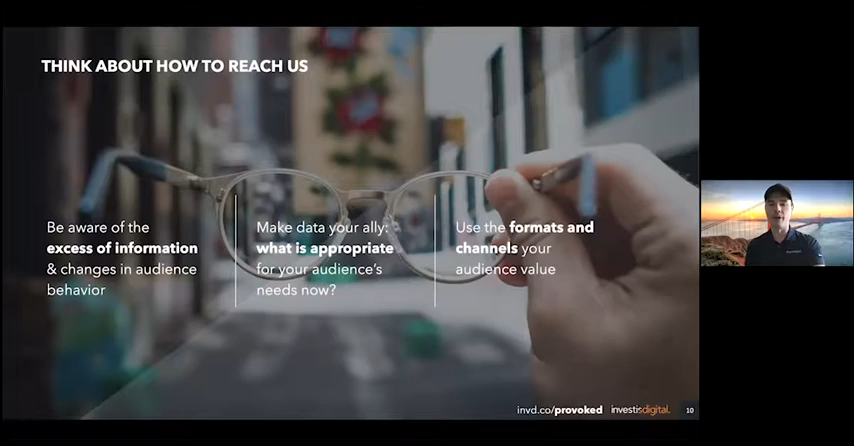 THINK ABOUT HOW TO REACH US
Be aware of the
excess of information
& changes in audience
behavior
Make data your ally:
what is appropriate
for your audience's
needs now?
Use the formats and
channels your
audience value
invd.co/provoked investisdigital. 10